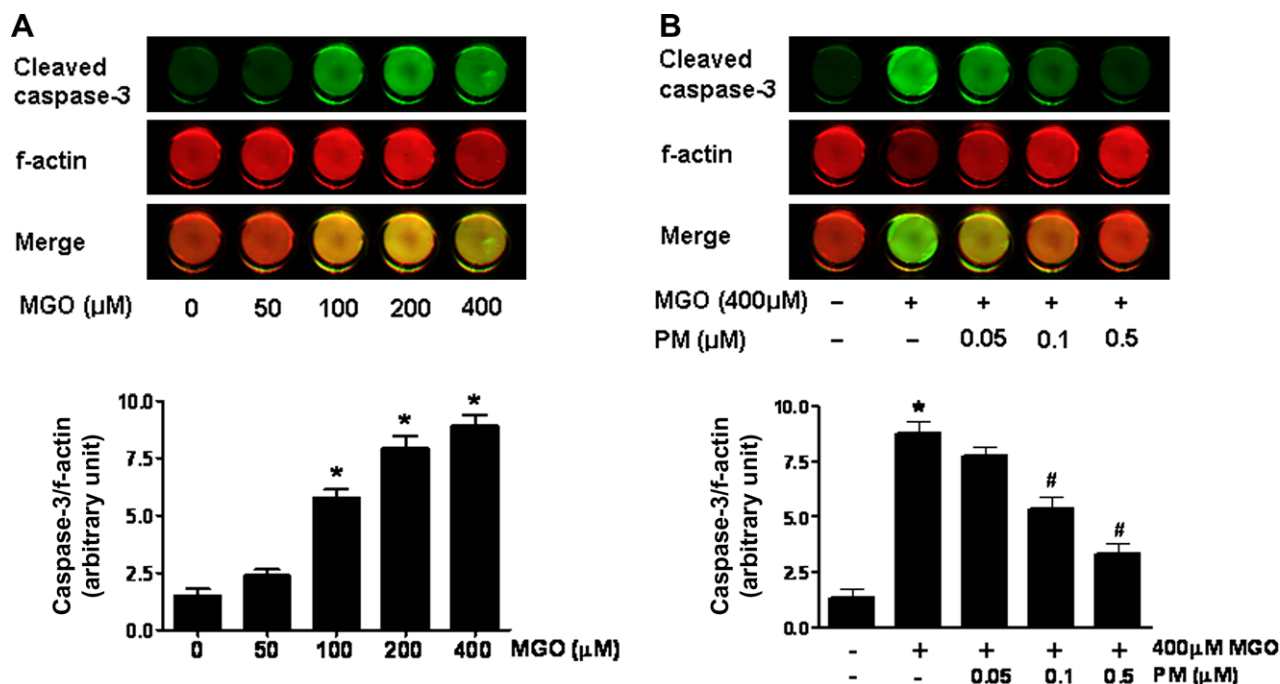 A
Cleaved
caspase-3
f-actin
Merge
MGO (µM) 0 50 100 200 400
Caspase-3/f-actin
(arbitrary unit)
10.0
7.5
5.0
2.5
0.0
* * *
0 50 100 200 400 MGO (µM)
B
Cleaved
caspase-3
f-actin
Merge
MGO (400µM) – + + + +
PM (µM) – – 0.05 0.1 0.5
Caspase-3/f-actin
(arbitrary unit)
10.0
7.5
5.0
2.5
0.0
* # #
- + + + + 400µM MGO
- - 0.05 0.1 0.5 PM (µM)